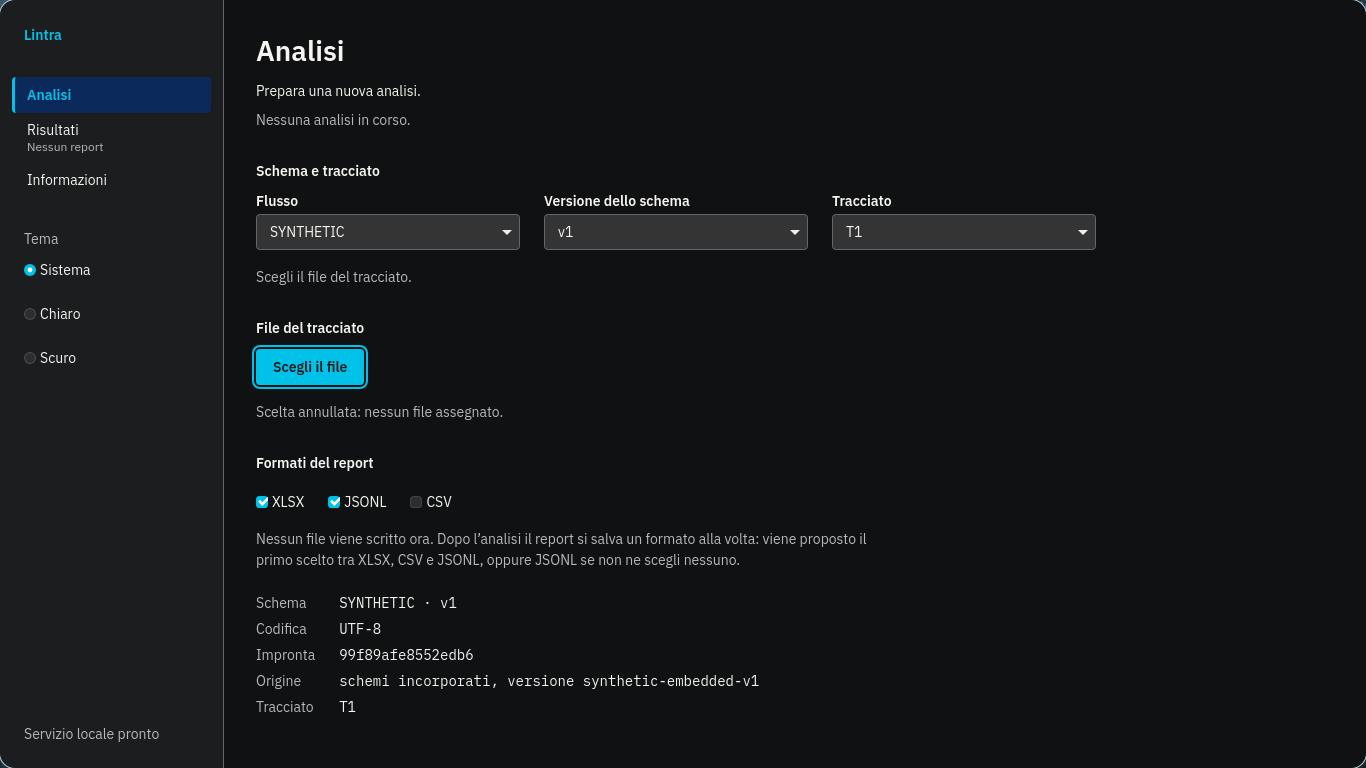 Lintra
Analisi
Risultati
Nessun report
Informazioni
Tema
Sistema
Chiaro
Scuro
Servizio locale pronto
Analisi
Prepara una nuova analisi.
Nessuna analisi in corso.
Schema e tracciato
Flusso
SYNTHETIC
Versione dello schema
v1
Tracciato
T1
Scegli il file del tracciato.
File del tracciato
Scegli il file
Scelta annullata: nessun file assegnato.
Formati del report
XLSX JSONL CSV
Nessun file viene scritto ora. Dopo l’analisi il report si salva un formato alla volta: viene proposto il
primo scelto tra XLSX, CSV e JSONL, oppure JSONL se non ne scegli nessuno.
Schema SYNTHETIC · v1
Codifica UTF-8
Impronta 99f89afe8552edb6
Origine schemi incorporati, versione synthetic-embedded-v1
Tracciato T1